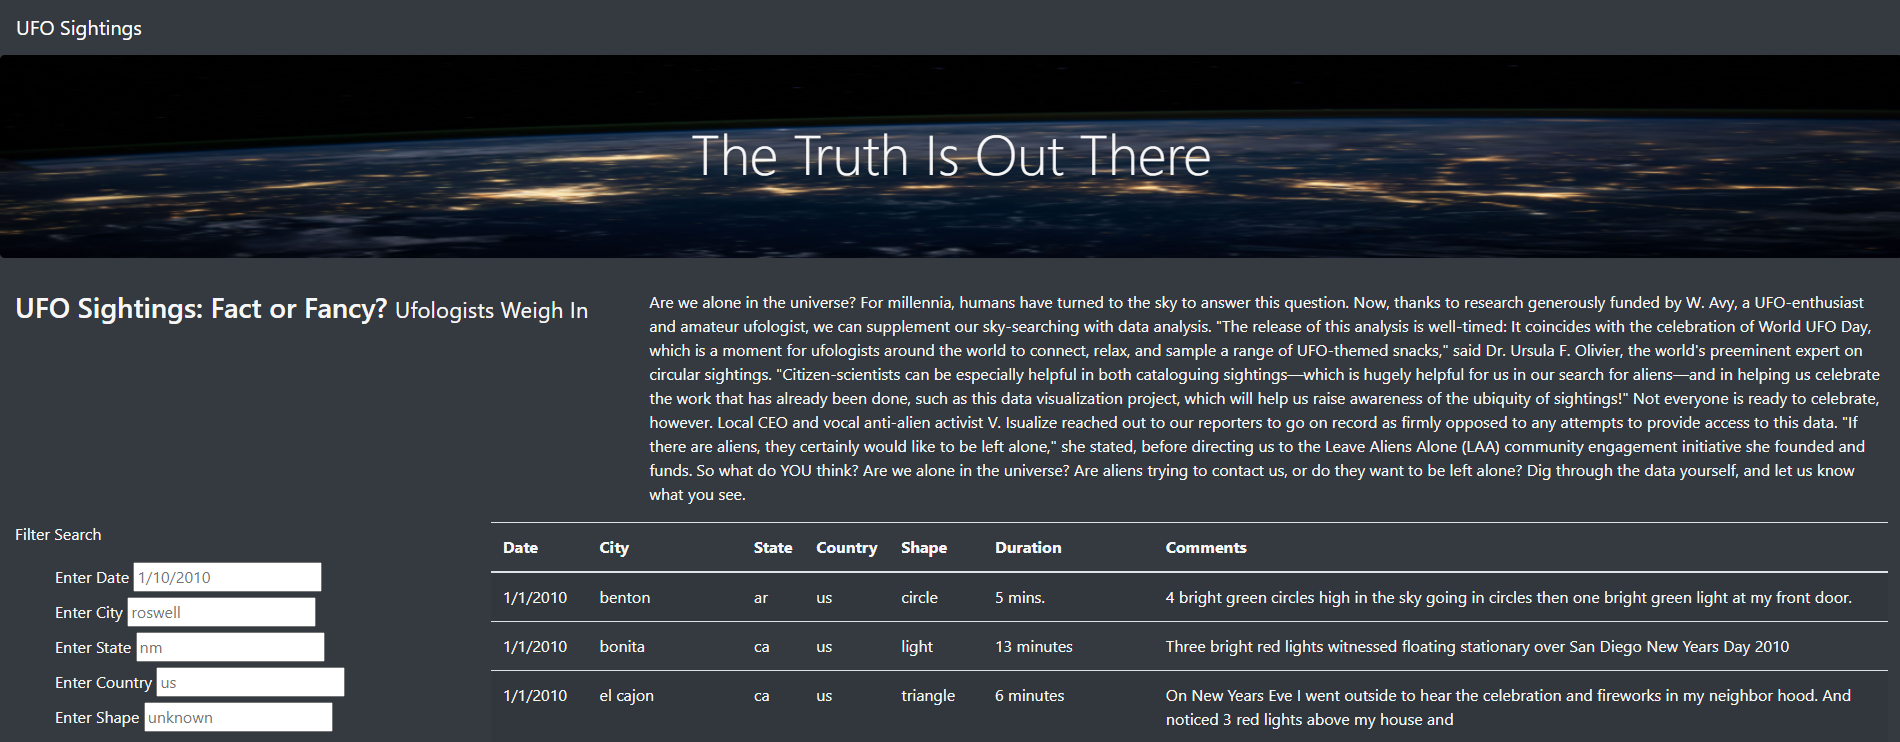 UFO Sightings
The Truth Is Out There
UFO Sightings: Fact or Fancy? Ufologists Weigh In
Are we alone in the universe? For millennia, humans have turned to the sky to answer this question. Now, thanks to research generously funded by W. Avy, a UFO-enthusiast
and amateur ufologist, we can supplement our sky-searching with data analysis. "The release of this analysis is well-timed: It coincides with the celebration of World UFO Day,
which is a moment for ufologists around the world to connect, relax, and sample a range of UFO-themed snacks," said Dr. Ursula F. Olivier, the world's preeminent expert on
circular sightings. "Citizen-scientists can be especially helpful in both cataloguing sightings—which is hugely helpful for us in our search for aliens—and in helping us celebrate
the work that has already been done, such as this data visualization project, which will help us raise awareness of the ubiquity of sightings!" Not everyone is ready to celebrate,
however. Local CEO and vocal anti-alien activist V. Isualize reached out to our reporters to go on record as firmly opposed to any attempts to provide access to this data. "If
there are aliens, they certainly would like to be left alone," she stated, before directing us to the Leave Aliens Alone (LAA) community engagement initiative she founded and
funds. So what do YOU think? Are we alone in the universe? Are aliens trying to contact us, or do they want to be left alone? Dig through the data yourself, and let us know
what you see.
Filter Search
Enter Date 1/10/2010
Enter City roswell
Enter State nm
Enter Country us
Enter Shape unknown
Date City State Country Shape Duration Comments
1/1/2010 benton ar us circle 5 mins. 4 bright green circles high in the sky going in circles then one bright green light at my front door.
1/1/2010 bonita ca us light 13 minutes Three bright red lights witnessed floating stationary over San Diego New Years Day 2010
1/1/2010 el cajon ca us triangle 6 minutes On New Years Eve I went outside to hear the celebration and fireworks in my neighbor hood. And
noticed 3 red lights above my house and